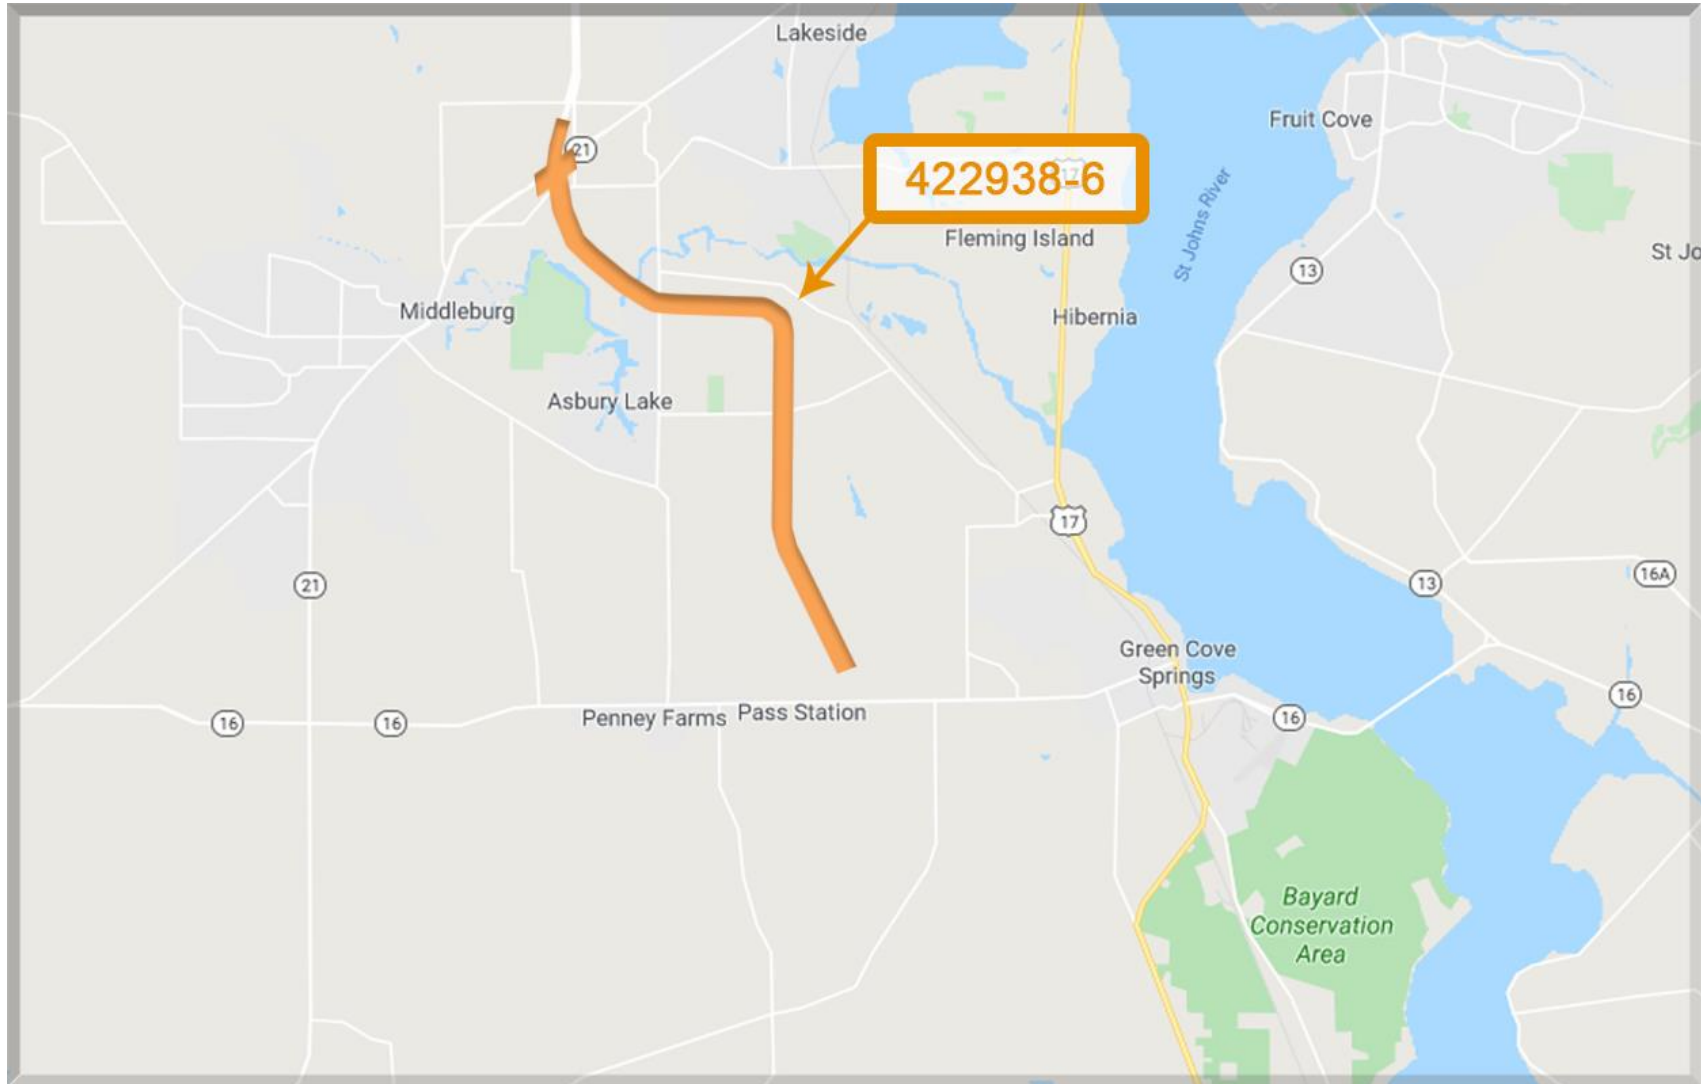 Lakeside
Fruit Cove
21
422938-6
17
St Johns River
Fleming Island
St Jo
13
Middleburg
Hibernia
Asbury Lake
17
21
13
16A
Green Cove
Springs
16
16
16
Penney Farms
Pass Station
16
Bayard
Conservation
Area